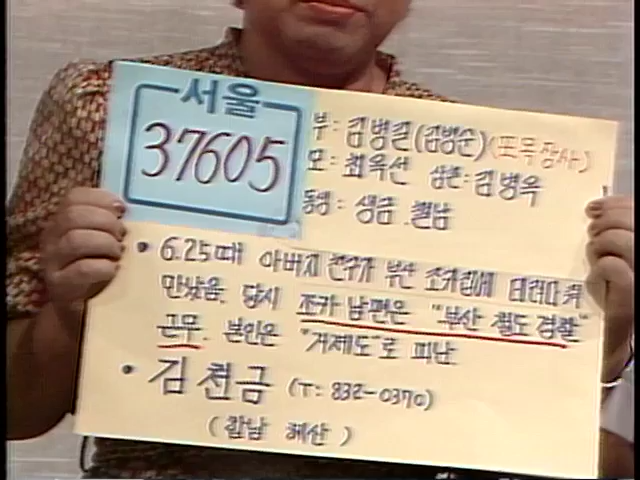 서울
37605
부: 김병길(김병순)(포목장사)
모: 최옥선 삼촌: 김병옥
동생: 생금. 철남
• 6.25때 아버지 친구가 부산 조카집에 데려다 줘
만났음. 당시 조카 남편은 "부산 철도 경찰"
근무. 본인은 "거제도"로 피난
• 김천금 (T: 832-0370)
(함남 혜산)